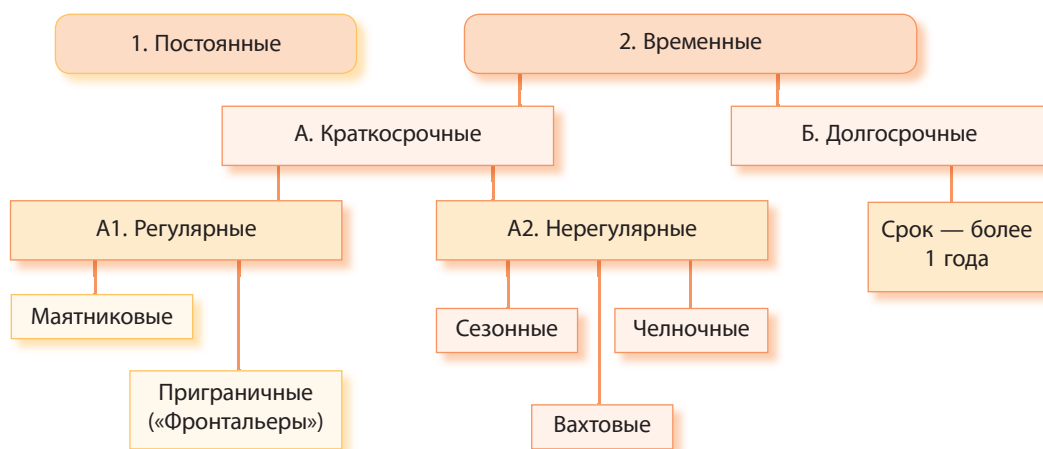 1. Постоянные
2. Временные
А. Краткосрочные
Б. Долгосрочные
А1. Регулярные
А2. Нерегулярные
Срок — более
1 года
Маятниковые
Сезонные
Челночные
Приграничные
(«Фронтальеры»)
Вахтовые